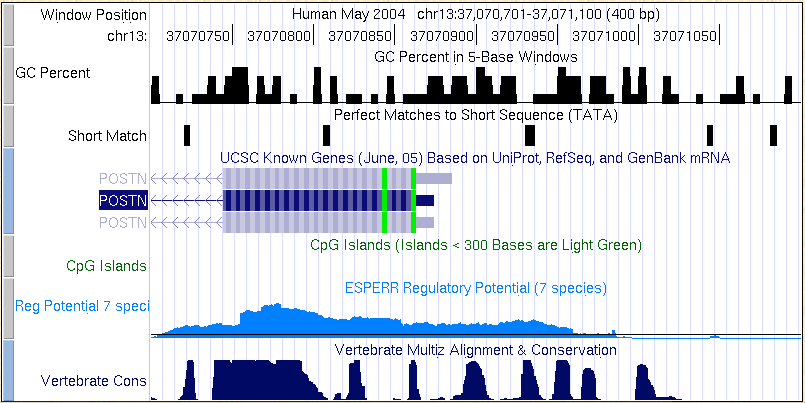 Window Position Human May 2004 chr13:37,070,701-37,071,100 (400 bp)
chr13: 37070750 37070800 37070850 37070900 37070950 37071000 37071050
GC Percent in 5-Base Windows
GC Percent
Perfect Matches to Short Sequence (TATA)
Short Match
UCSC Known Genes (June, 05) Based on UniProt, RefSeq, and GenBank mRNA
POSTN
POSTN
POSTN
CpG Islands (Islands < 300 Bases are Light Green)
CpG Islands
ESPERR Regulatory Potential (7 species)
Reg Potential 7 speci
Vertebrate Multiz Alignment & Conservation
Vertebrate Cons